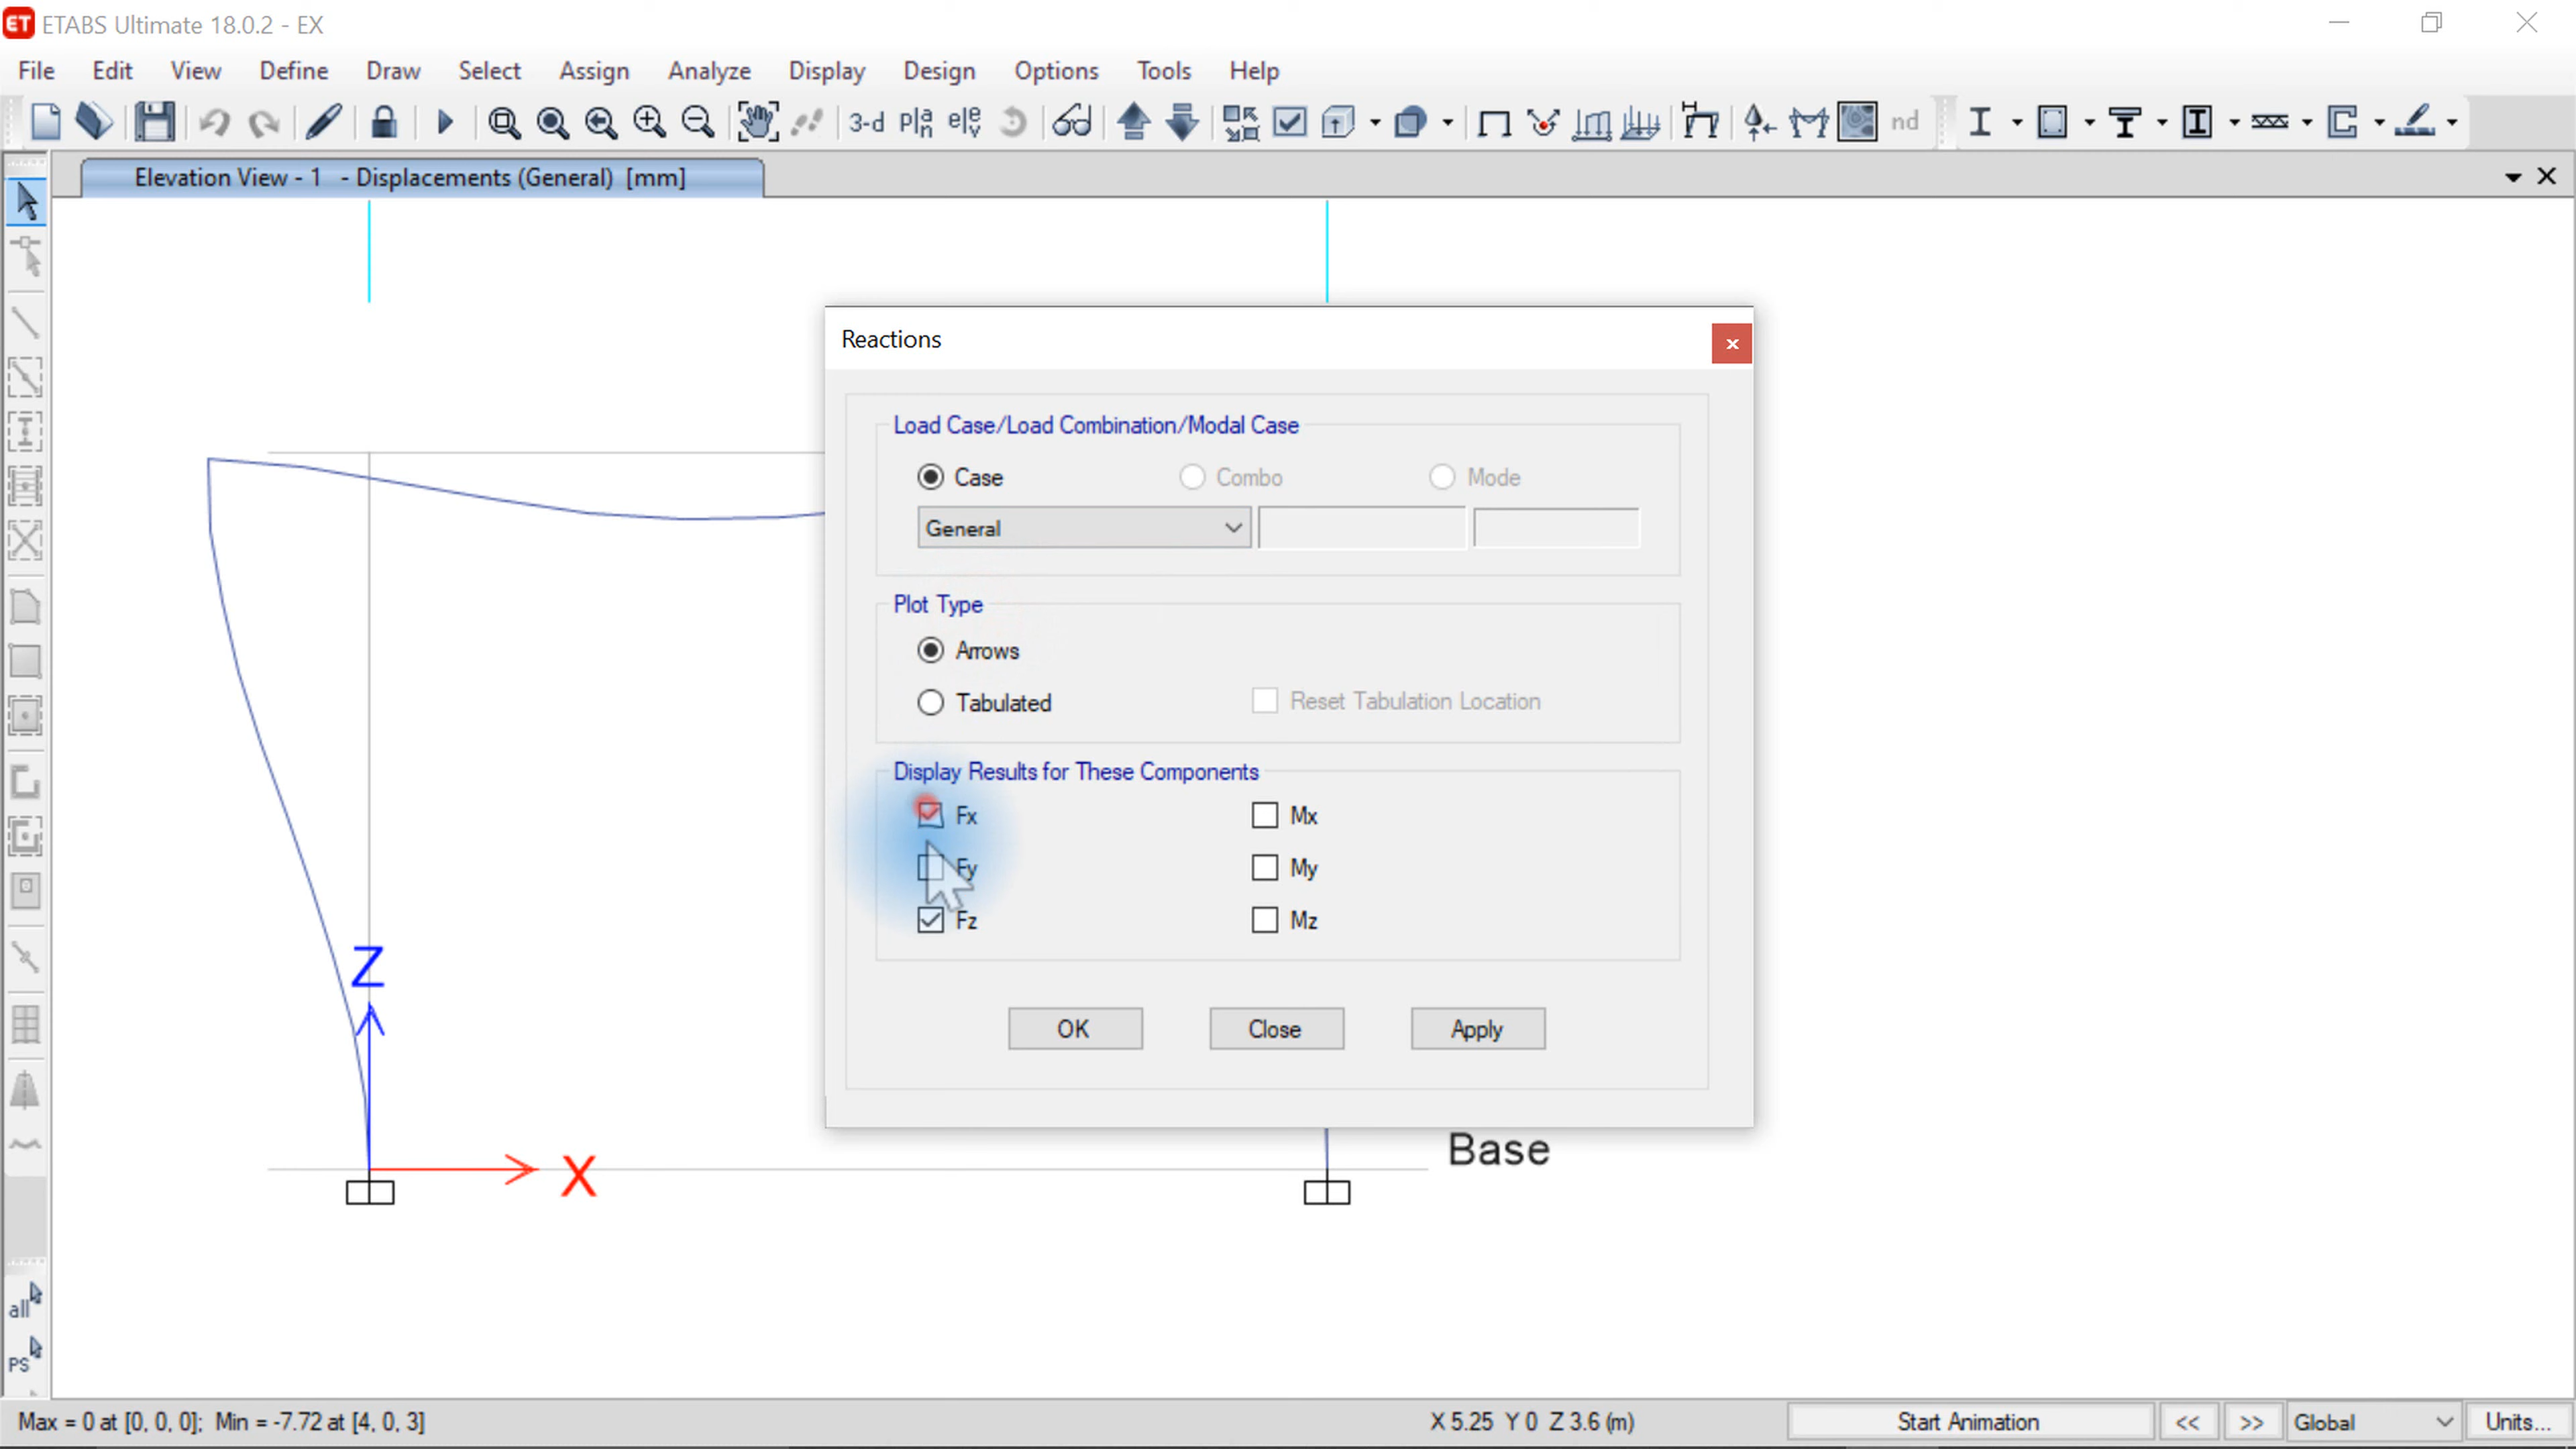 ET ETABS Ultimate 18.0.2 - EX
File Edit View Define Draw Select Assign Analyze Display Design Options Tools Help
3-d pla n ele v nd
Elevation View - 1 - Displacements (General) [mm]
Reactions
Load Case/Load Combination/Modal Case
Case Combo Mode
General
Plot Type
Arrows
Tabulated Reset Tabulation Location
Display Results for These Components
Fx Mx
Fy My
Fz Mz
OK Close Apply
Z
X
Base
all
PS
Max = 0 at [0, 0, 0]; Min = -7.72 at [4, 0, 3] X 5.25 Y 0 Z 3.6 (m) Start Animation << >> Global Units...